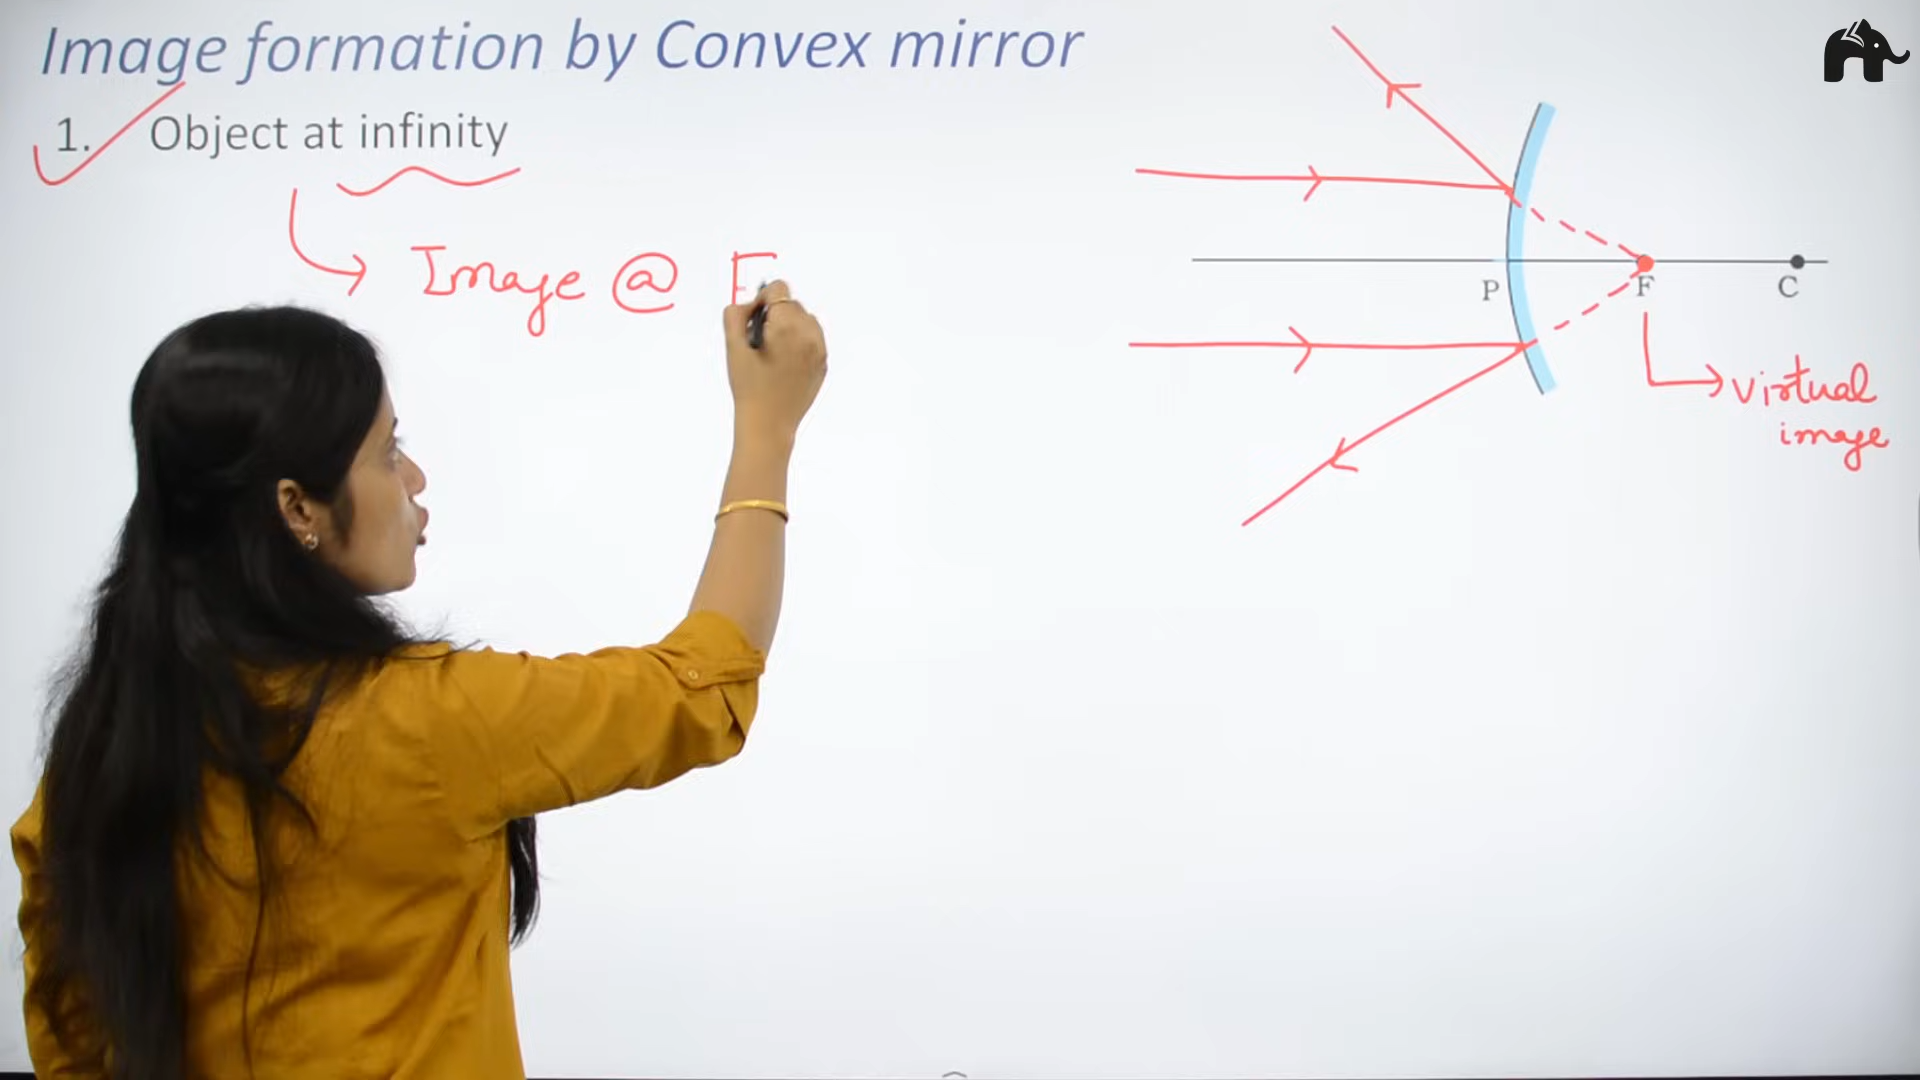 Image formation by Convex mirror
1. Object at infinity
Image @ F
P
F
C
virtual
image